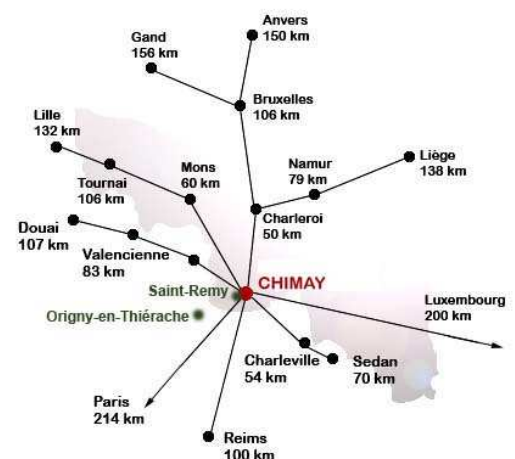 Anvers
150 km
Gand
156 km
Bruxelles
106 km
Lille
132 km
Liège
138 km
Namur
79 km
Mons
60 km
Tournai
106 km
Charleroi
50 km
Douai
107 km
Valencienne
83 km
CHIMAY
Saint-Remy
Luxembourg
200 km
Origny-en-Thiérache
Charleville
54 km
Sedan
70 km
Paris
214 km
Reims
100 km